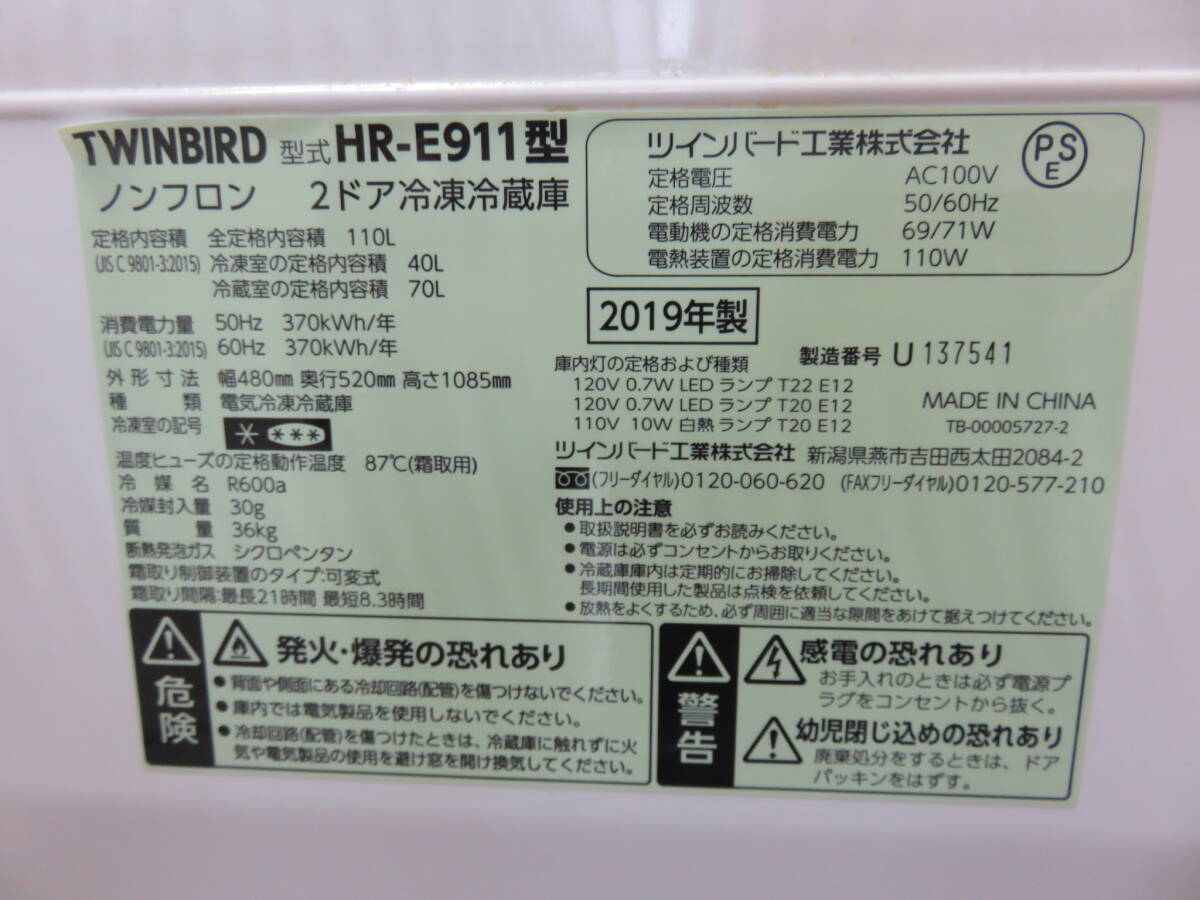 TWINBIRD 型式 HR-E911型
ノンフロン 2ドア冷凍冷蔵庫
定格内容積 全定格内容積 110L
(JIS C 9801-3:2015) 冷凍室の定格内容積 40L
冷蔵室の定格内容積 70L
消費電力量 50Hz 370kWh/年
(JIS C 9801-3:2015) 60Hz 370kWh/年
外形寸法 幅480㎜ 奥行520㎜ 高さ1085㎜
種類 電気冷凍冷蔵庫
冷凍室の記号
温度ヒューズの定格動作温度 87℃(霜取用)
冷媒名 R600a
冷媒封入量 30g
質量 36kg
断熱発泡ガス シクロペンタン
霜取り制御装置のタイプ:可変式
霜取り間隔:最長21時間 最短8.3時間
ツインバード工業株式会社
PSE
定格電圧 AC100V
定格周波数 50/60Hz
電動機の定格消費電力 69/71W
電熱装置の定格消費電力 110W
2019年製
製造番号 U 137541
庫内灯の定格および種類
120V 0.7W LED ランプ T22 E12
120V 0.7W LED ランプ T20 E12
110V 10W 白熱 ランプ T20 E12
MADE IN CHINA
TB-00005727-2
ツインバード工業株式会社 新潟県燕市吉田西太田2084-2
(フリーダイヤル)0120-060-620 (FAXフリーダイヤル)0120-577-210
使用上の注意
●取扱説明書を必ずお読みください。
●電源は必ずコンセントからお取りください。
●冷蔵庫庫内は定期的にお掃除してください。
長期間使用した製品は点検を依頼してください。
●放熱をよくするため、必ず周囲に適当な隙間をあけて据えつけてください。
危険
発火・爆発の恐れあり
●背面や側面にある冷却回路(配管)を傷つけないでください。
●庫内では電気製品を使用しないでください。
●冷却回路(配管)を傷つけたときは、冷蔵庫に触れずに火
気や電気製品の使用を避け窓を開け換気してください。
警告
感電の恐れあり
お手入れのときは必ず電源プ
ラグをコンセントから抜く。
幼児閉じ込めの恐れあり
廃棄処分をするときは、ドア
パッキンをはずす。